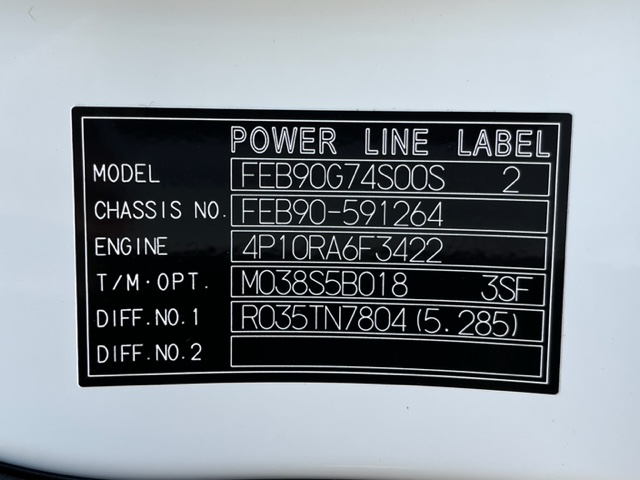 POWER LINE LABEL
MODEL FEB90G74S00S 2
CHASSIS NO. FEB90-591264
ENGINE 4P10RA6F3422
T/M·OPT. M038S5B018 3SF
DIFF.NO.1 R035TN7804(5.285)
DIFF.NO.2